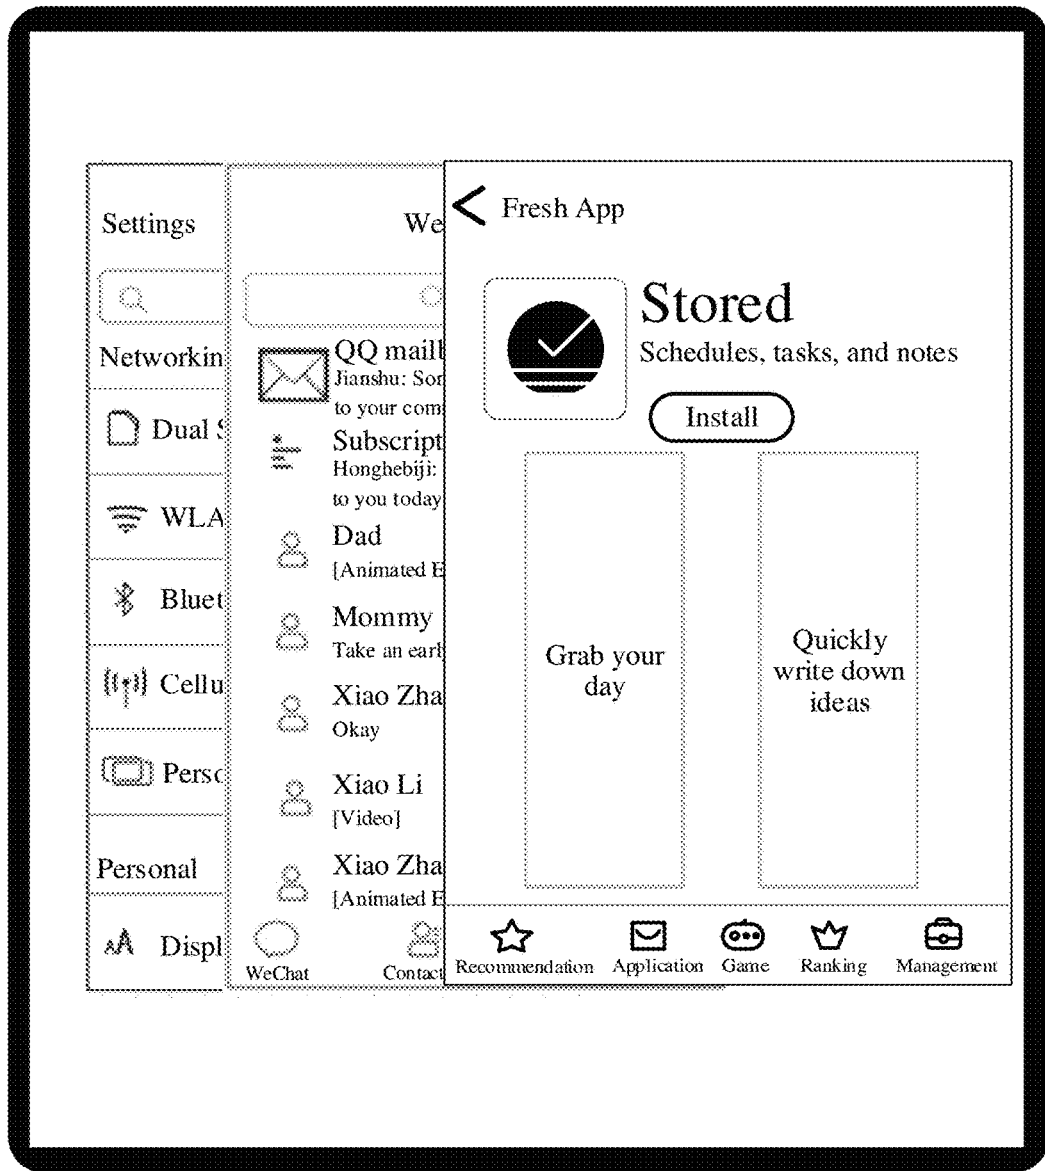 Settings
Networkin
Dual S
WLA
Bluet
Cellu
Perso
Personal
AA Displ
We
QQ mailb
Jianshu: Sor
to your com
Subscript
Honghebiji:
to you today
Dad
[Animated E
Mommy
Take an earl
Xiao Zha
Okay
Xiao Li
[Video]
Xiao Zha
[Animated E
WeChat
Contact
Fresh App
Stored
Schedules, tasks, and notes
Install
Grab your
day
Quickly
write down
ideas
Recommendation
Application
Game
Ranking
Management